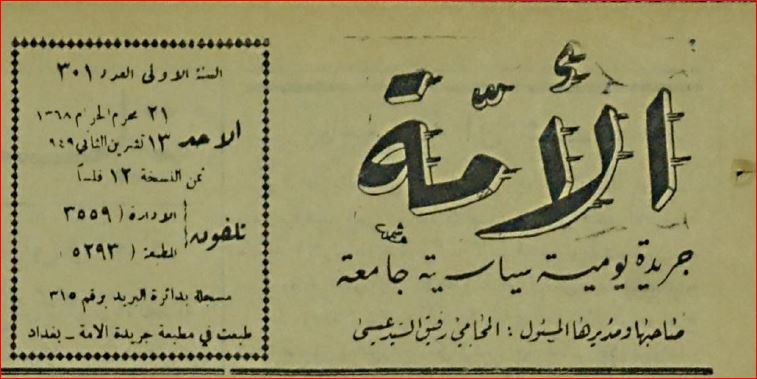 الأمّة
جريدة يومية سياسية جامعة
صاحبها ومديرها المسئول : المحامي رفيق السيد عيسى
السنة الاولى العدد ٣٠١
الاحد
٢١ محرم الحرام ١٣٦٨
١٣ تشرين الثاني ٩٤٩
ثمن النسخة ١٢ فلساً
تلفون
الادارة ( ٣٥٥٩
المطبعة ( ٥٢٩٣
مسجلة بدائرة البريد برقم ٣١٥
طبعت في مطبعة جريدة الامة - بغداد